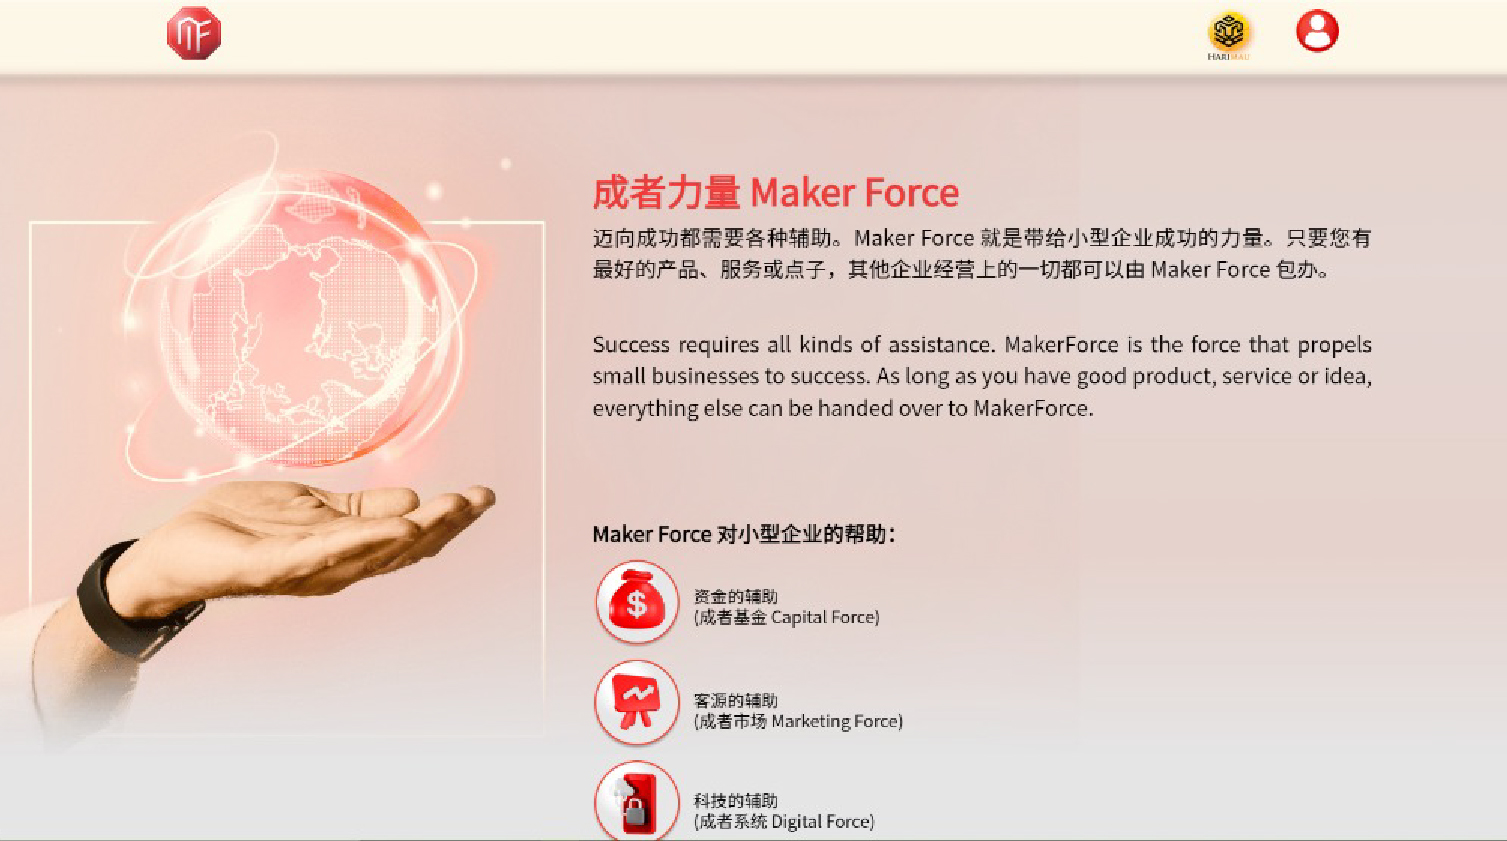 MF
HARIMAU
成者力量 Maker Force
迈向成功都需要各种辅助。Maker Force 就是带给小型企业成功的力量。只要您有
最好的产品、服务或点子，其他企业经营上的一切都可以由 Maker Force 包办。
Success requires all kinds of assistance. MakerForce is the force that propels
small businesses to success. As long as you have good product, service or idea,
everything else can be handed over to MakerForce.
Maker Force 对小型企业的帮助：
$
资金的辅助
(成者基金 Capital Force)
客源的辅助
(成者市场 Marketing Force)
科技的辅助
(成者系统 Digital Force)